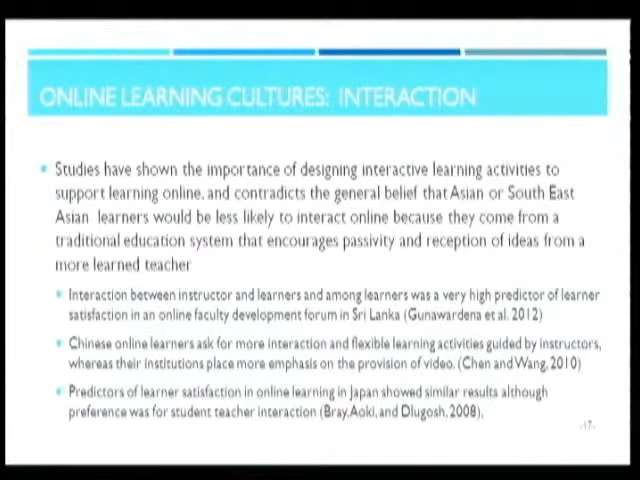 ONLINE LEARNING CULTURES: INTERACTION
Studies have shown the importance of designing interactive learning activities to
support learning online, and contradicts the general belief that Asian or South East
Asian learners would be less likely to interact online because they come from a
traditional education system that encourages passivity and reception of ideas from a
more learned teacher
Interaction between instructor and learners and among learners was a very high predictor of learner
satisfaction in an online faculty development forum in Sri Lanka (Gunawardena et al. 2012)
Chinese online learners ask for more interaction and flexible learning activities guided by instructors,
whereas their institutions place more emphasis on the provision of video. (Chen and Wang, 2010)
Predictors of learner satisfaction in online learning in Japan showed similar results although
preference was for student teacher interaction (Bray, Aoki, and Dlugosh, 2008),
-17-